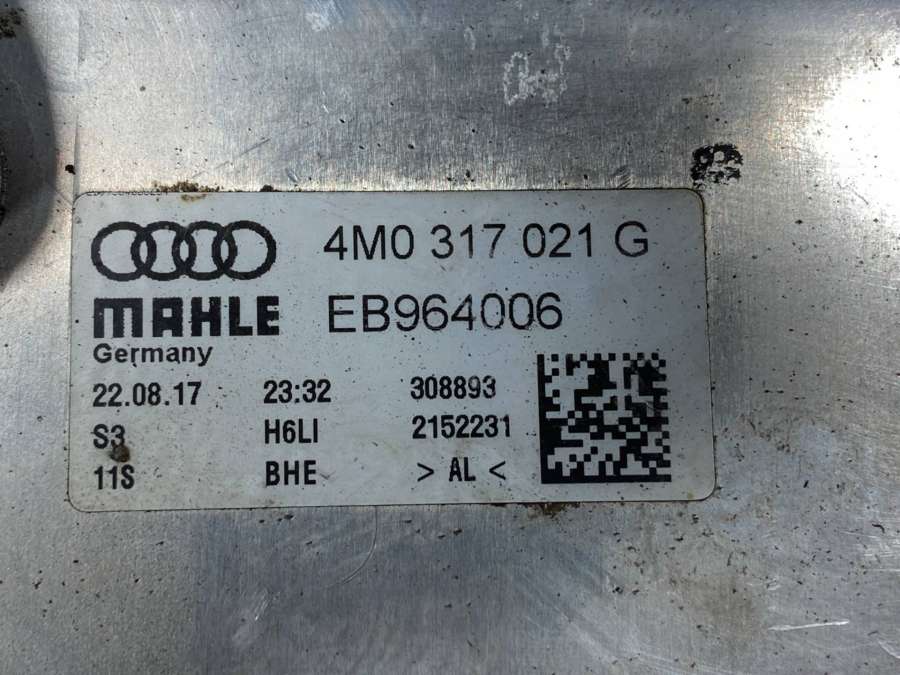 4M0 317 021 G
MAHLE EB964006
Germany
22.08.17 23:32 308893
S3 H6LI 2152231
11S BHE > AL <